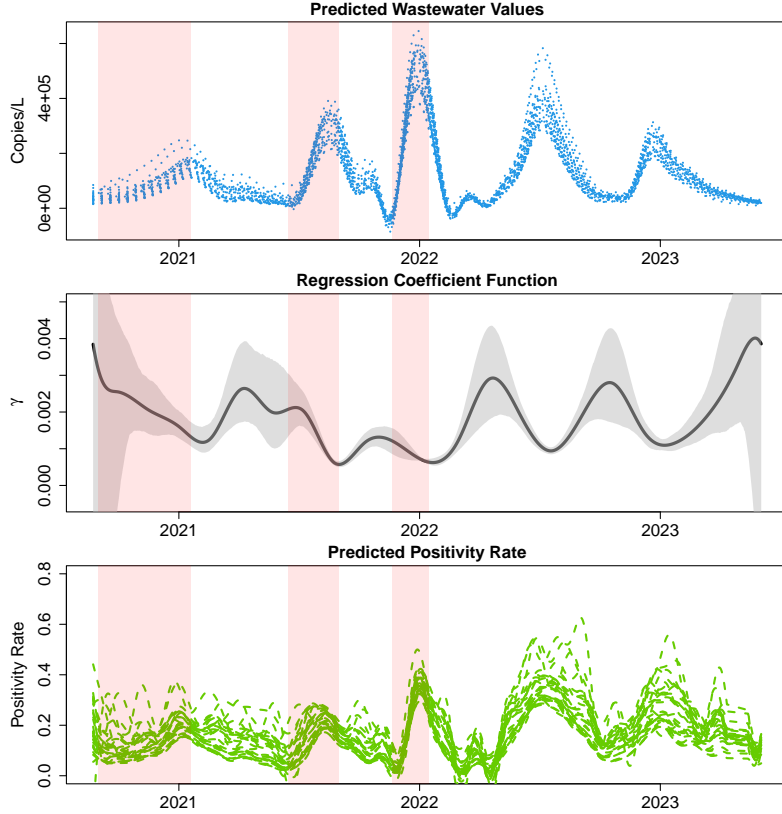 Predicted Wastewater Values
Copies/L
4e+05
0e+00
2021 2022 2023
Regression Coefficient Function
γ
0.004
0.002
0.000
2021 2022 2023
Predicted Positivity Rate
Positivity Rate
0.8
0.6
0.4
0.2
0.0
2021 2022 2023